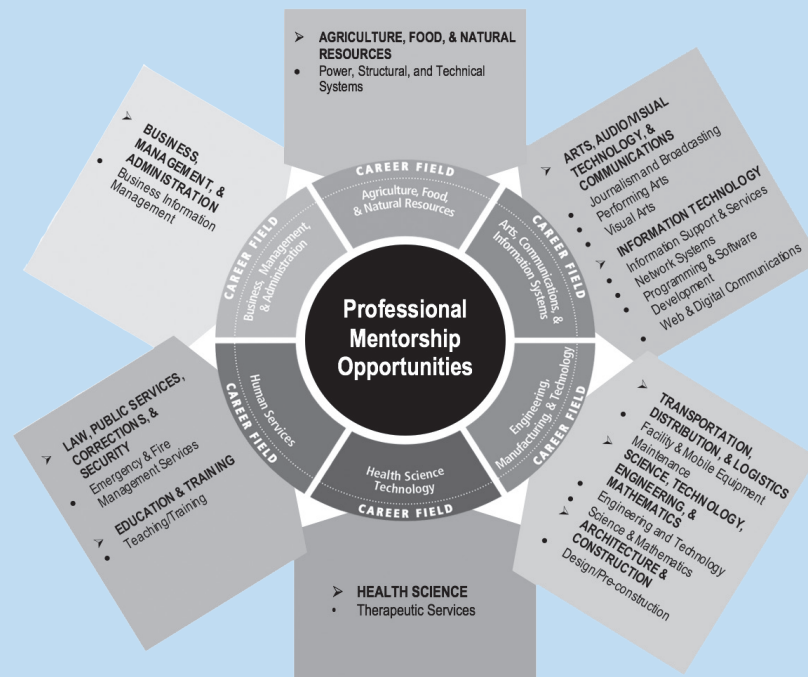 ➢ AGRICULTURE, FOOD, & NATURAL
RESOURCES
• Power, Structural, and Technical
Systems
➢ BUSINESS,
MANAGEMENT, &
ADMINISTRATION
• Business Information
Management
➢ ARTS, AUDIO/VISUAL
TECHNOLOGY, &
COMMUNICATIONS
• Journalism and Broadcasting
• Performing Arts
• Visual Arts
➢ INFORMATION TECHNOLOGY
• Information Support & Services
• Network Systems
• Programming & Software
Development
• Web & Digital Communications
CAREER FIELD
Agriculture, Food,
& Natural Resources
CAREER FIELD
Business, Management,
& Administration
CAREER FIELD
Arts, Communications, &
Information Systems
Professional
Mentorship
Opportunities
CAREER FIELD
Human Services
CAREER FIELD
Engineering,
Manufacturing, & Technology
Health Science
Technology
CAREER FIELD
➢ LAW, PUBLIC SERVICES,
CORRECTIONS, &
SECURITY
• Emergency & Fire
Management Services
➢ EDUCATION & TRAINING
• Teaching/Training
➢ TRANSPORTATION,
DISTRIBUTION, & LOGISTICS
• Facility & Mobile Equipment
Maintenance
➢ SCIENCE, TECHNOLOGY,
ENGINEERING, &
MATHEMATICS
• Engineering and Technology
• Science & Mathematics
➢ ARCHITECTURE &
CONSTRUCTION
• Design/Pre-construction
➢ HEALTH SCIENCE
• Therapeutic Services